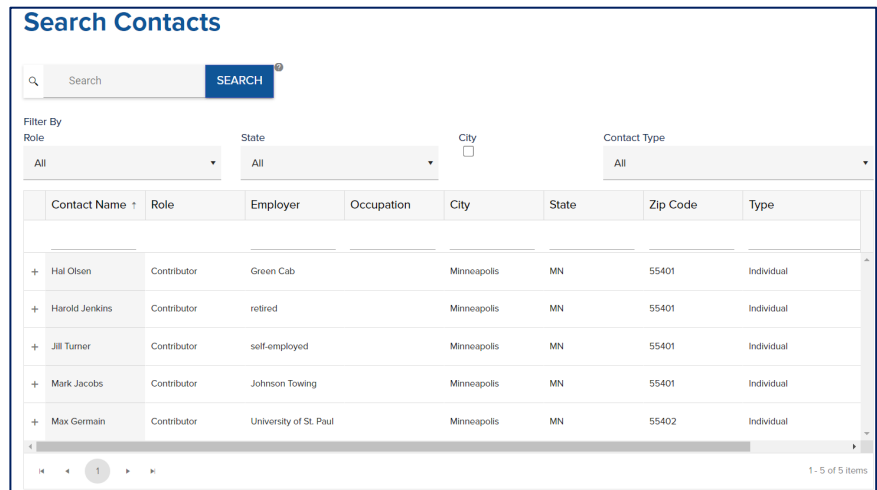 Search Contacts
Search SEARCH ?
Filter By
Role State City Contact Type
All All All
Contact Name ↑ Role Employer Occupation City State Zip Code Type
+ Hal Olsen Contributor Green Cab Minneapolis MN 55401 Individual
+ Harold Jenkins Contributor retired Minneapolis MN 55401 Individual
+ Jill Turner Contributor self-employed Minneapolis MN 55401 Individual
+ Mark Jacobs Contributor Johnson Towing Minneapolis MN 55401 Individual
+ Max Germain Contributor University of St. Paul Minneapolis MN 55402 Individual
1 1 - 5 of 5 items